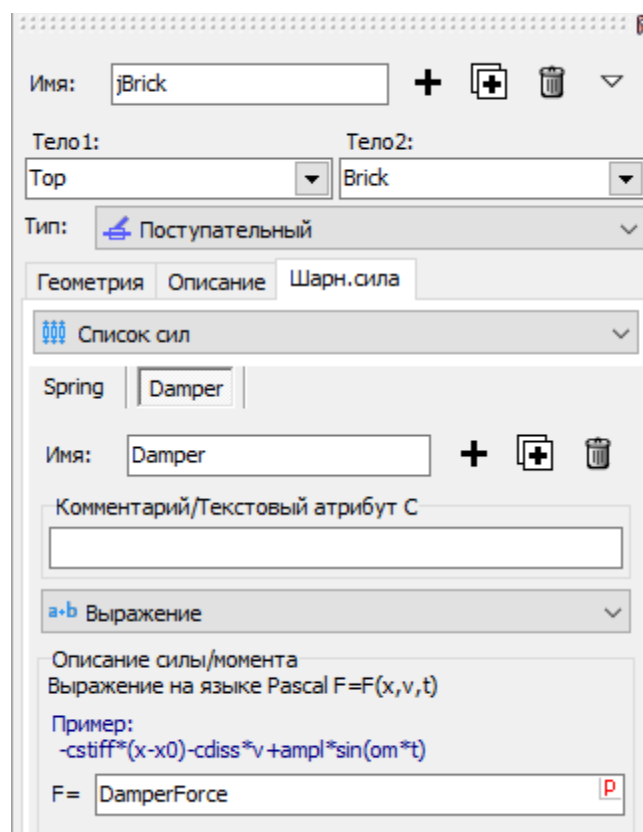 Имя: jBrick
Тело1: Тело2:
Top Brick
Тип: Поступательный
Геометрия Описание Шарн.сила
Список сил
Spring Damper
Имя: Damper
Комментарий/Текстовый атрибут C
a+b Выражение
Описание силы/момента
Выражение на языке Pascal F=F(x,v,t)
Пример:
-cstiff*(x-x0)-cdiss*v+ampl*sin(om*t)
F= DamperForce P